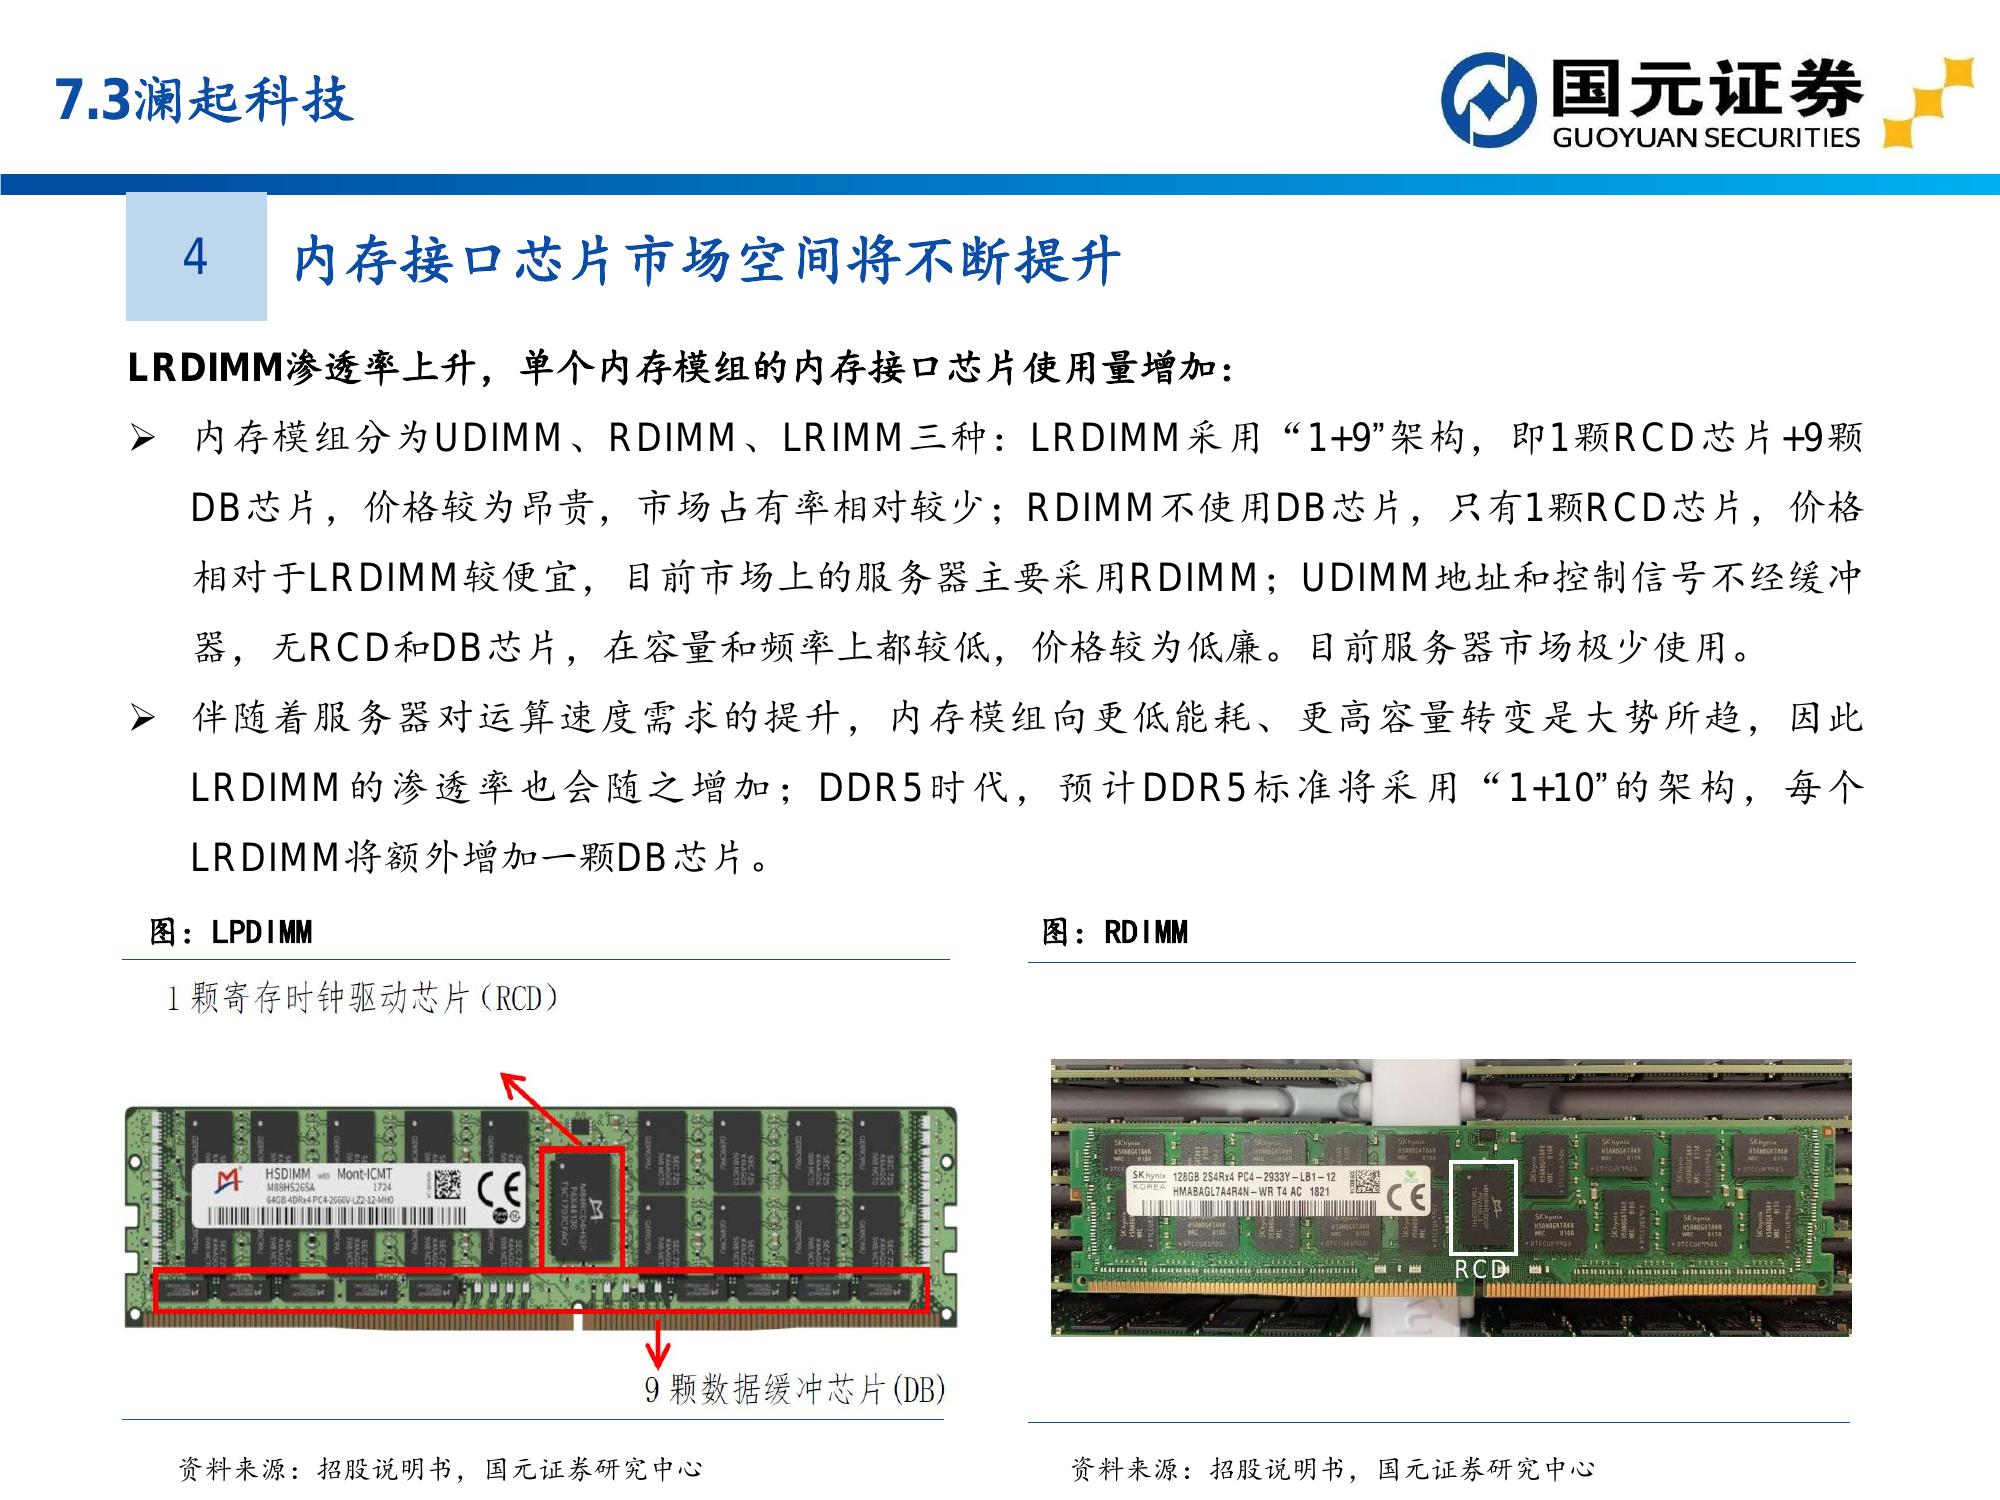 7.3澜起科技
国元证券
GUOYUAN SECURITIES
4
内存接口芯片市场空间将不断提升
LRDIMM渗透率上升，单个内存模组的内存接口芯片使用量增加：
➢ 内存模组分为UDIMM、RDIMM、LRIMM三种：LRDIMM采用“1+9”架构，即1颗RCD芯片+9颗
DB芯片，价格较为昂贵，市场占有率相对较少；RDIMM不使用DB芯片，只有1颗RCD芯片，价格
相对于LRDIMM较便宜，目前市场上的服务器主要采用RDIMM；UDIMM地址和控制信号不经缓冲
器，无RCD和DB芯片，在容量和频率上都较低，价格较为低廉。目前服务器市场极少使用。
➢ 伴随着服务器对运算速度需求的提升，内存模组向更低能耗、更高容量转变是大势所趋，因此
LRDIMM的渗透率也会随之增加；DDR5时代，预计DDR5标准将采用“1+10”的架构，每个
LRDIMM将额外增加一颗DB芯片。
图：LPDIMM
1 颗寄存时钟驱动芯片（RCD）
HSDIMM with Mont-ICMT
M88HS26SA 1724
64GB 4DRx4 PC4-2666V-LZ2-12-MH0
9 颗数据缓冲芯片(DB)
资料来源：招股说明书，国元证券研究中心
图：RDIMM
SKhynix
KOREA
128GB 2S4Rx4 PC4-2933Y-LB1-12
HMABAGL7A4R4N-WR T4 AC 1821
RCD
资料来源：招股说明书，国元证券研究中心